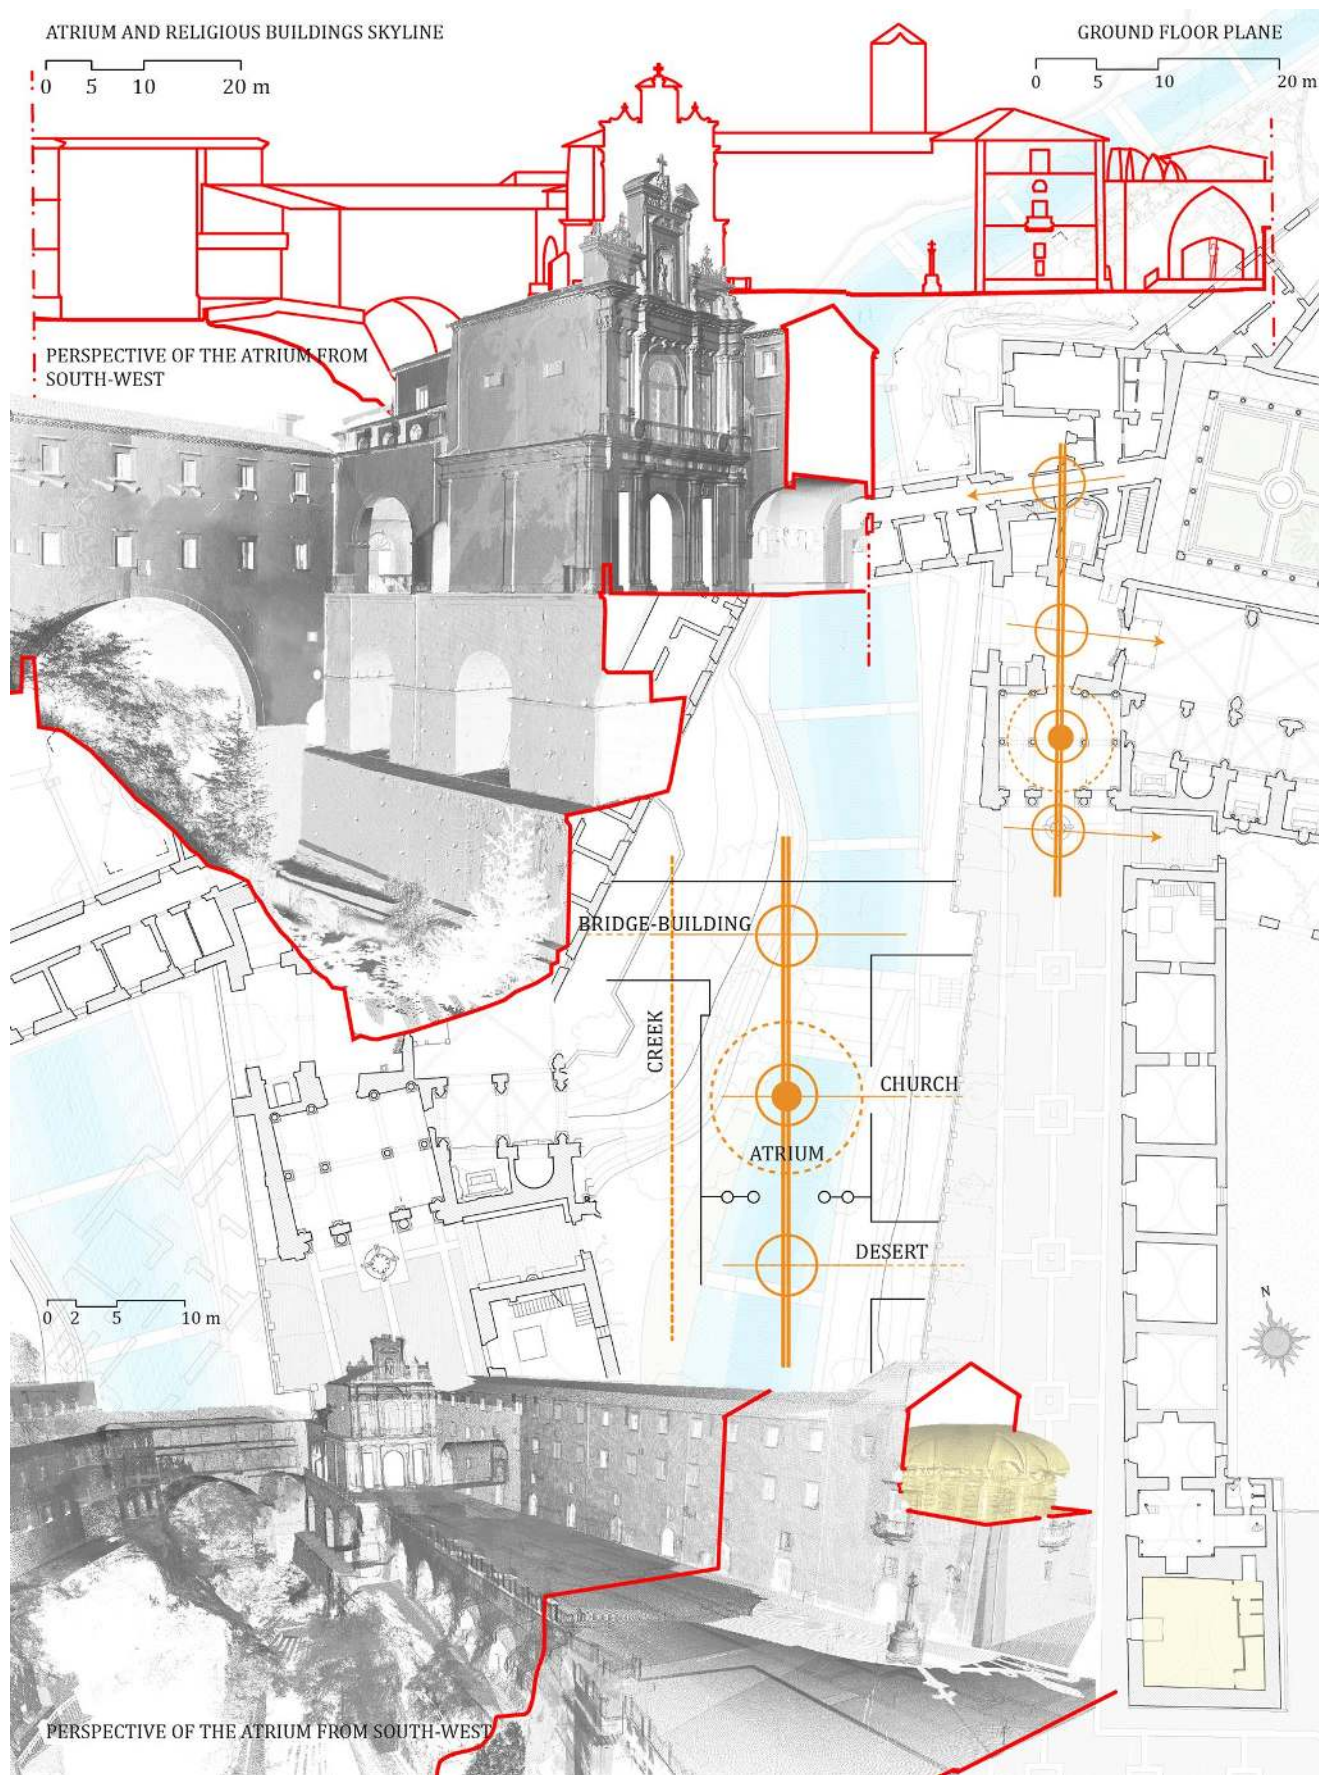 ATRIUM AND RELIGIOUS BUILDINGS SKYLINE
0 5 10 20 m
GROUND FLOOR PLANE
0 5 10 20 m
PERSPECTIVE OF THE ATRIUM FROM
SOUTH-WEST
BRIDGE-BUILDING
CREEK
CHURCH
ATRIUM
DESERT
0 2 5 10 m
N
PERSPECTIVE OF THE ATRIUM FROM SOUTH-WEST